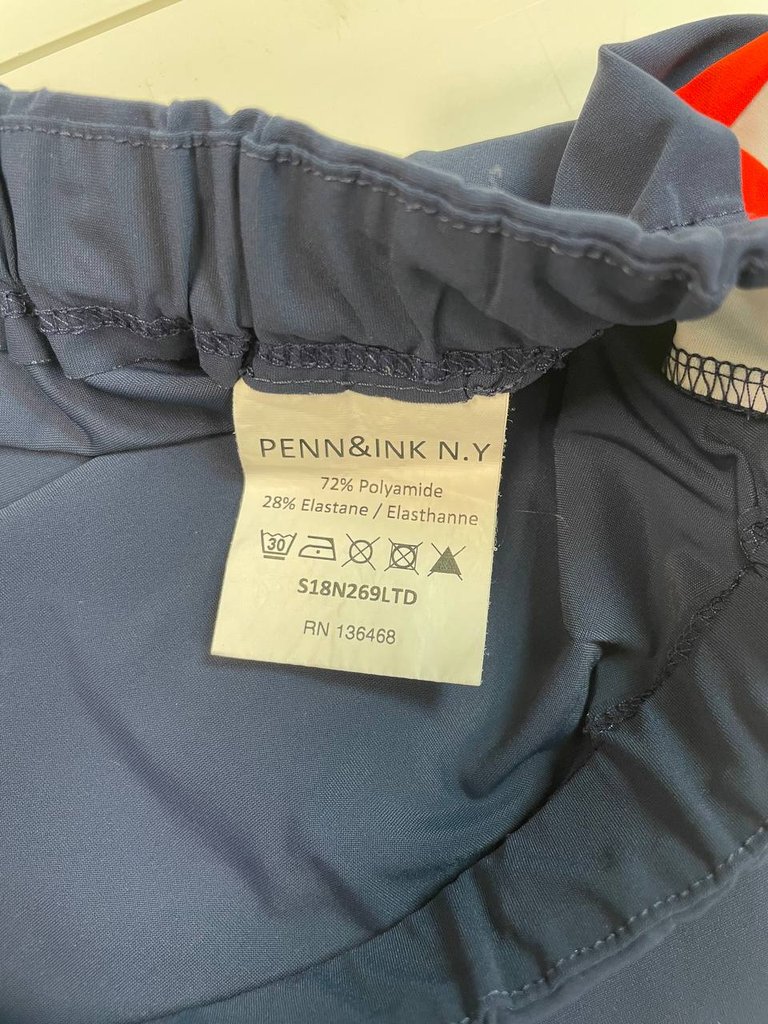 PENN&INK N.Y
72% Polyamide
28% Elastane / Elasthanne
30
S18N269LTD
RN 136468